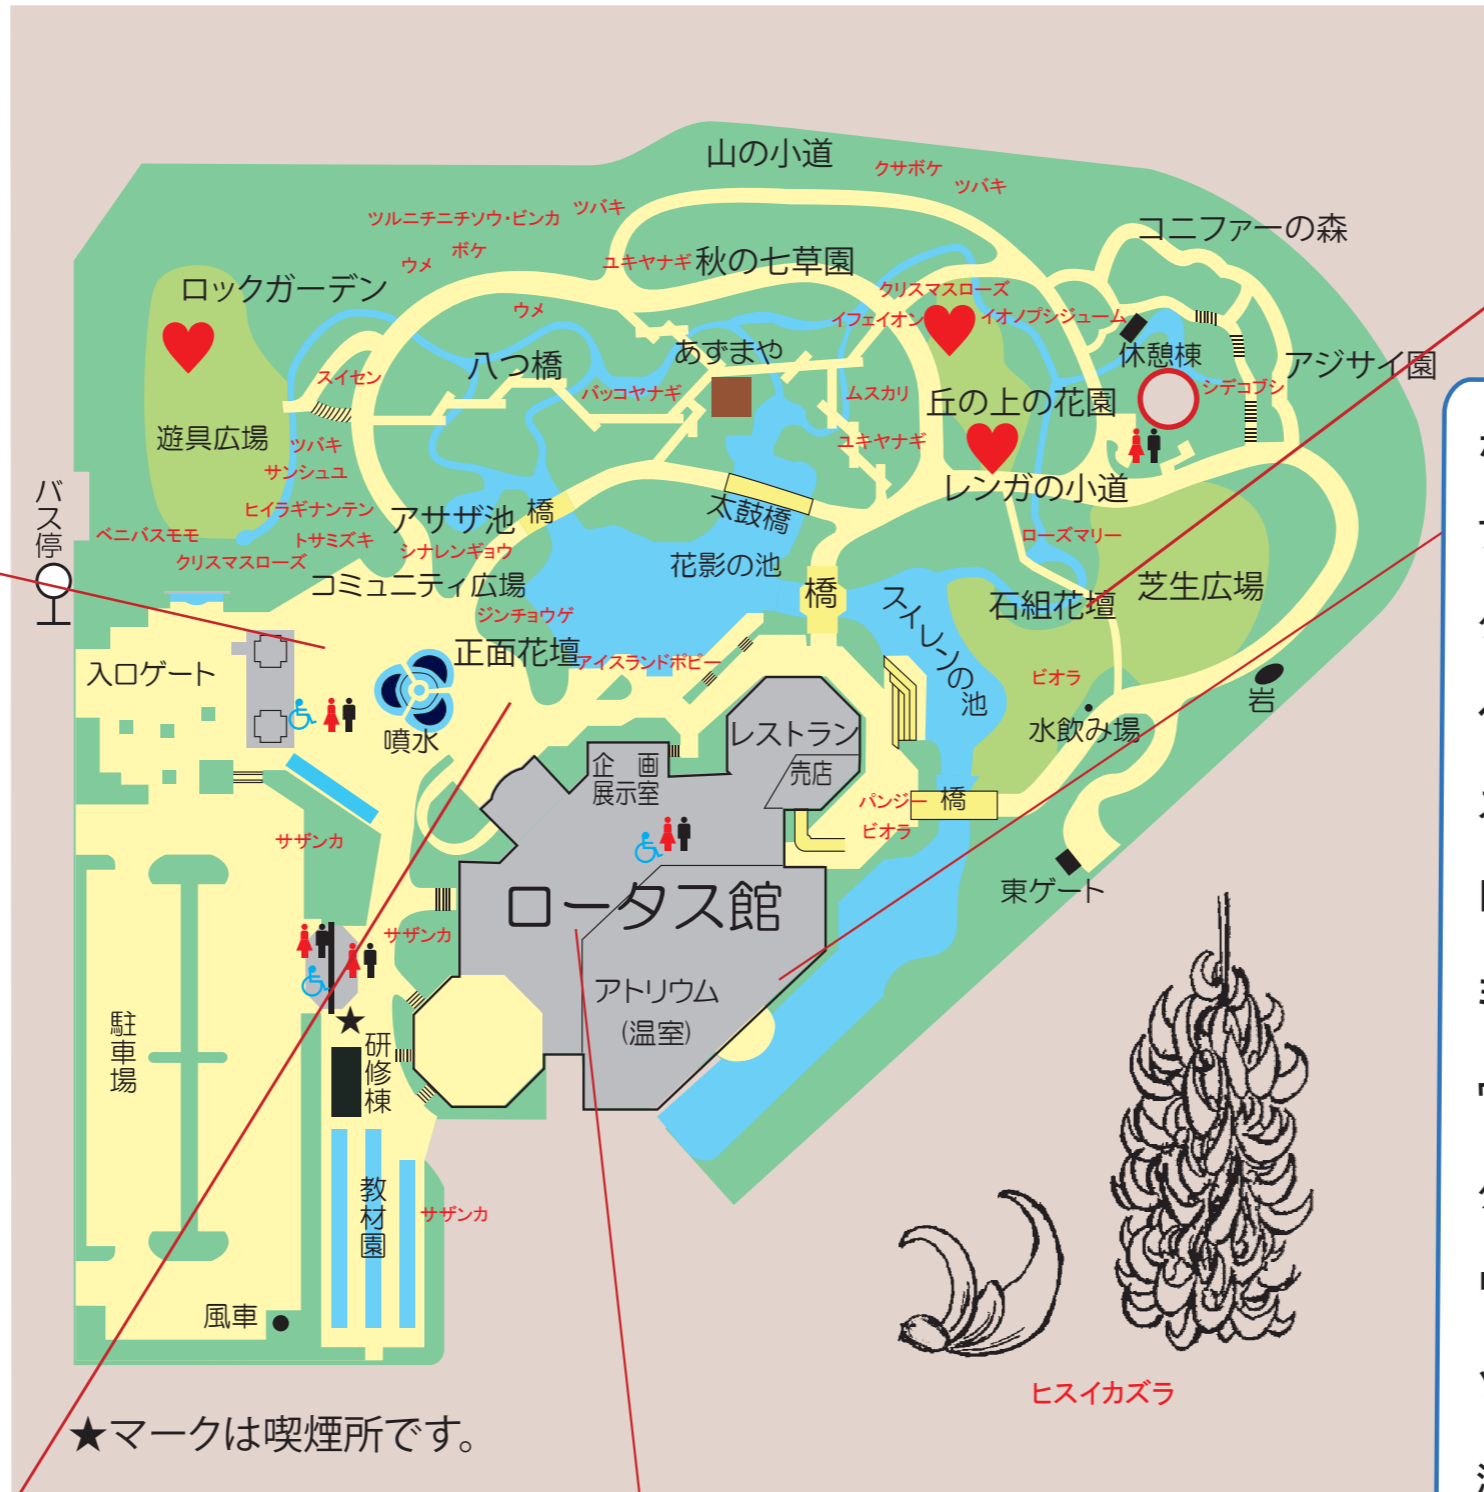 山の小道
クサボケ
ツバキ
ツルニチニチソウ・ビンカ
ツバキ
コニファーの森
ボケ
ウメ
ユキヤナギ
秋の七草園
ロックガーデン
クリスマスローズ
ウメ
イフェイオン
イオノプシジューム
あずまや
休憩棟
八つ橋
アジサイ園
スイセン
バッコヤナギ
ムスカリ
シデコブシ
丘の上の花園
遊具広場
ツバキ
ユキヤナギ
サンシュユ
レンガの小道
バス停
ヒイラギナンテン
アサザ池
橋
太鼓橋
ベニバスモモ
トサミズキ
シナレンギョウ
ローズマリー
クリスマスローズ
花影の池
コミュニティ広場
橋
スイレンの池
石組花壇
芝生広場
ジンチョウゲ
正面花壇
アイスランドポピー
入口ゲート
ビオラ
岩
噴水
レストラン
水飲み場
企画
展示室
売店
パンジー
橋
ビオラ
サザンカ
東ゲート
ロータス館
サザンカ
アトリウム
(温室)
駐車場
★
研修棟
教材園
サザンカ
風車
ヒスイカズラ
★マークは喫煙所です。